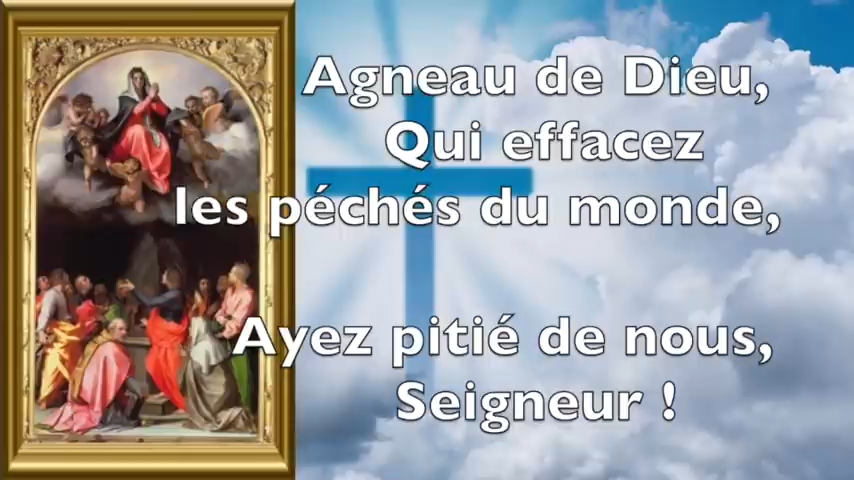 Agneau de Dieu,
Qui effacez
les péchés du monde,
Ayez pitié de nous,
Seigneur !